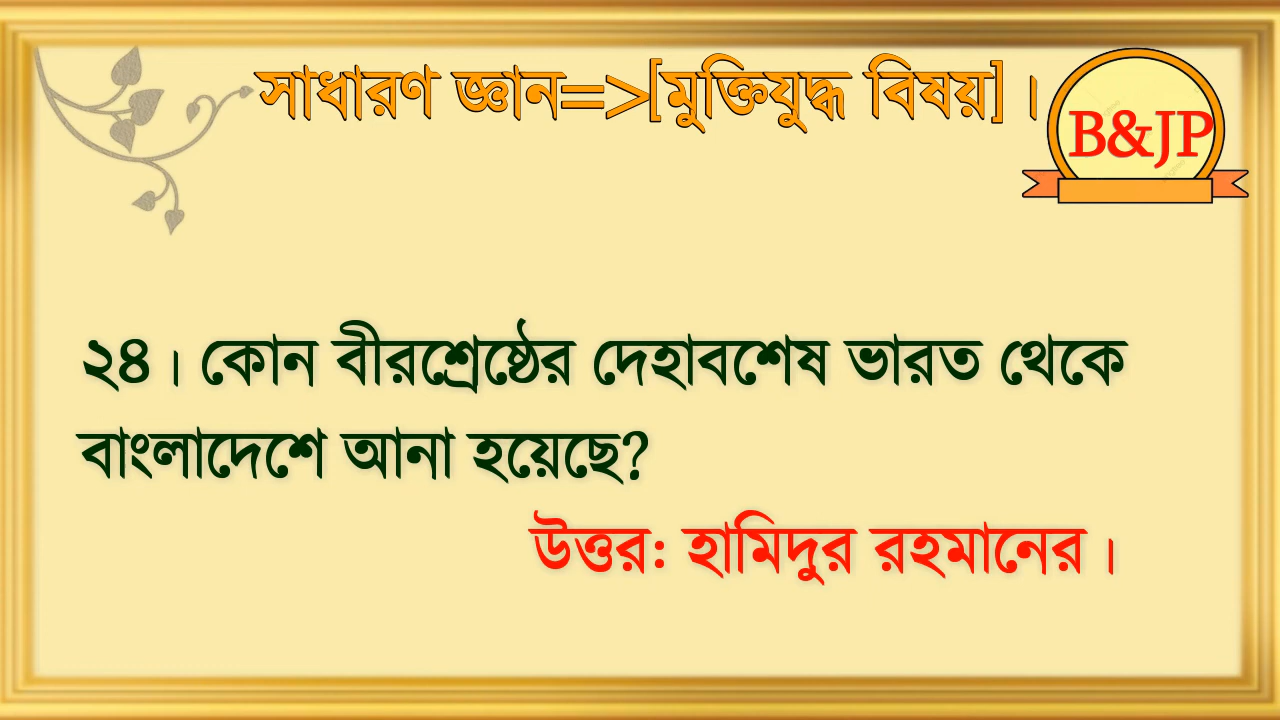 সাধারণ জ্ঞান=>[মুক্তিযুদ্ধ বিষয়]।
B&JP
২৪। কোন বীরশ্রেষ্ঠের দেহাবশেষ ভারত থেকে
বাংলাদেশে আনা হয়েছে?
উত্তর: হামিদুর রহমানের।